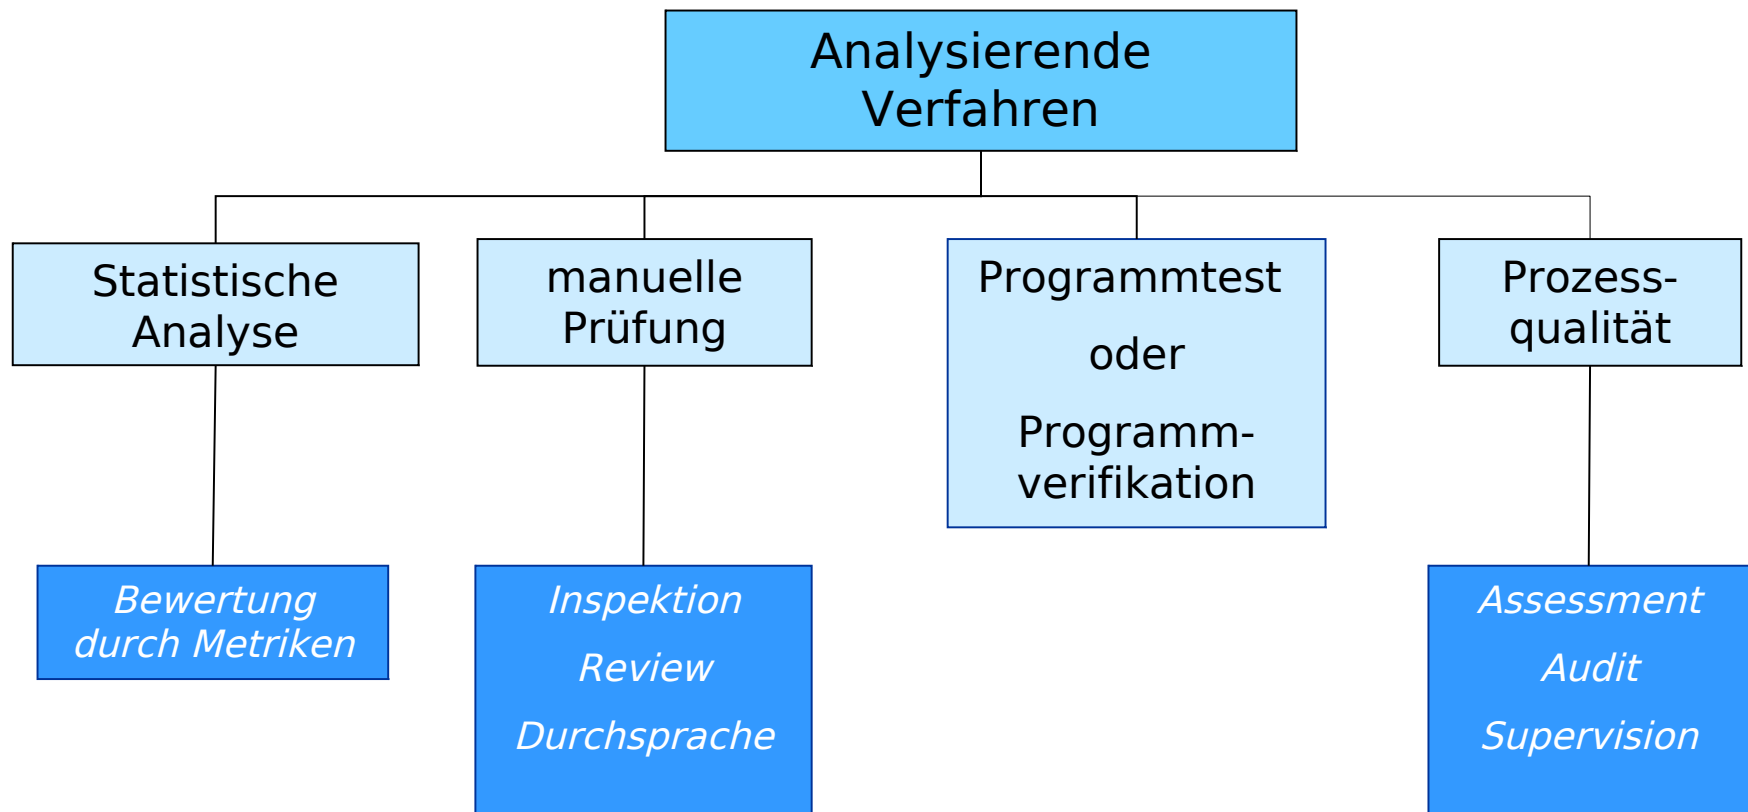 Analysierende
Verfahren
Statistische
Analyse
manuelle
Prüfung
Programmtest
oder
Programm-
verifikation
Prozess-
qualität
Bewertung
durch Metriken
Inspektion
Review
Durchsprache
Assessment
Audit
Supervision